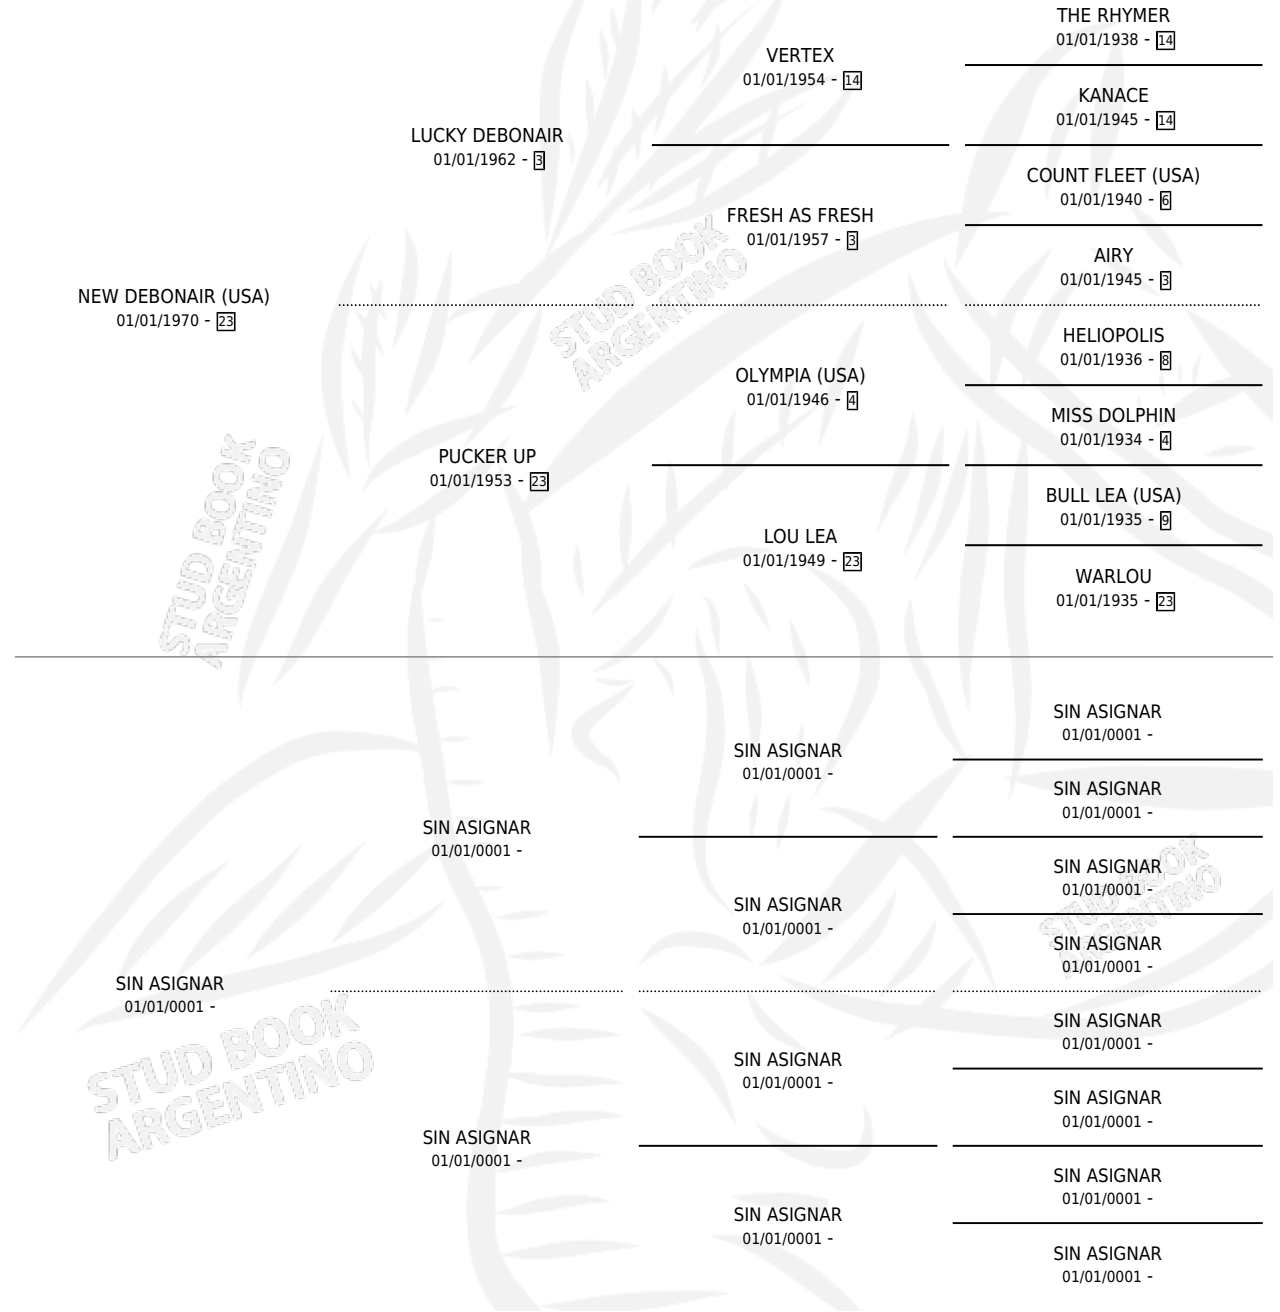 THE RHYMER
01/01/1938 - 14
VERTEX
01/01/1954 - 14
KANACE
01/01/1945 - 14
LUCKY DEBONAIR
01/01/1962 - 3
COUNT FLEET (USA)
01/01/1940 - 6
FRESH AS FRESH
01/01/1957 - 3
AIRY
01/01/1945 - 3
NEW DEBONAIR (USA)
01/01/1970 - 23
HELIOPOLIS
01/01/1936 - 8
OLYMPIA (USA)
01/01/1946 - 4
MISS DOLPHIN
01/01/1934 - 4
PUCKER UP
01/01/1953 - 23
BULL LEA (USA)
01/01/1935 - 9
LOU LEA
01/01/1949 - 23
WARLOU
01/01/1935 - 23
STUD BOOK
ARGENTINO
STUD BOOK
ARGENTINO
SIN ASIGNAR
01/01/0001 -
SIN ASIGNAR
01/01/0001 -
SIN ASIGNAR
01/01/0001 -
SIN ASIGNAR
01/01/0001 -
SIN ASIGNAR
01/01/0001 -
SIN ASIGNAR
01/01/0001 -
SIN ASIGNAR
01/01/0001 -
SIN ASIGNAR
01/01/0001 -
SIN ASIGNAR
01/01/0001 -
SIN ASIGNAR
01/01/0001 -
SIN ASIGNAR
01/01/0001 -
SIN ASIGNAR
01/01/0001 -
SIN ASIGNAR
01/01/0001 -
SIN ASIGNAR
01/01/0001 -
SIN ASIGNAR
01/01/0001 -
STUD BOOK
ARGENTINO
STUD BOOK
ARGENTINO